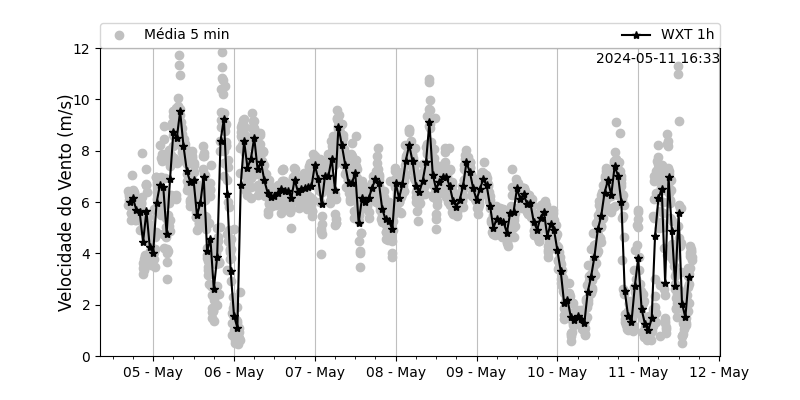 Média 5 min
WXT 1h
2024-05-11 16:33
Velocidade do Vento (m/s)
12
10
8
6
4
2
0
05 - May
06 - May
07 - May
08 - May
09 - May
10 - May
11 - May
12 - May